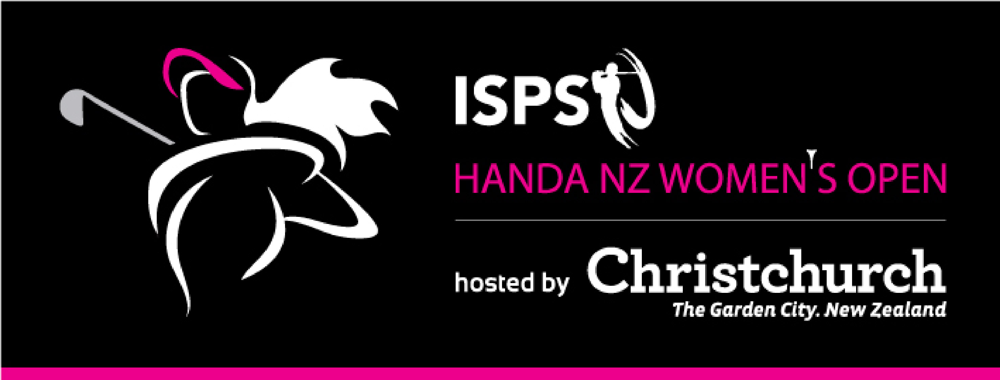 ISPS
HANDA NZ WOMEN'S OPEN
hosted by Christchurch
The Garden City. New Zealand